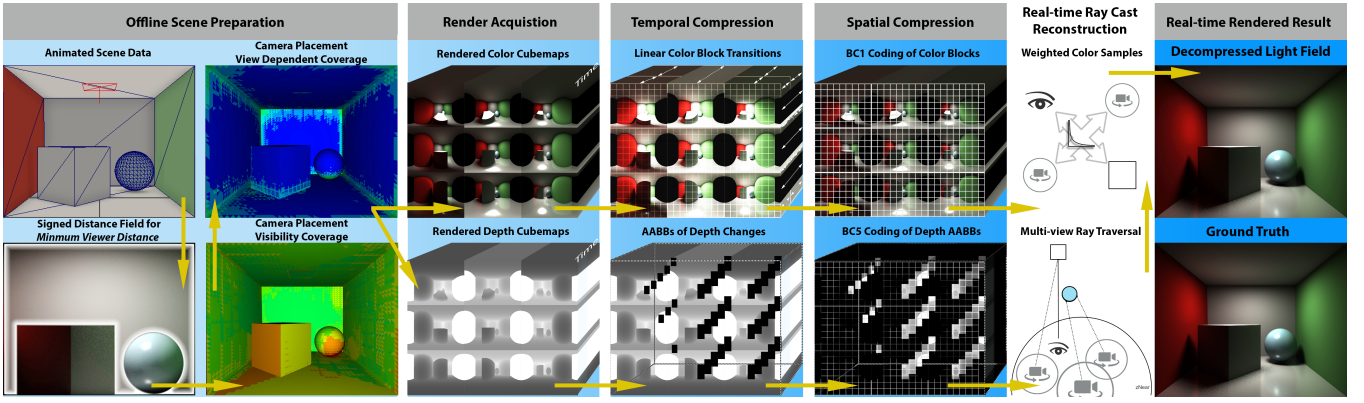 Offline Scene Preparation
Render Acquistion
Temporal Compression
Spatial Compression
Real-time Ray Cast
Reconstruction
Real-time Rendered Result
Animated Scene Data
Camera Placement
View Dependent Coverage
Rendered Color Cubemaps
Linear Color Block Transitions
BC1 Coding of Color Blocks
Weighted Color Samples
Decompressed Light Field
Time
Signed Distance Field for
Minmum Viewer Distance
Camera Placement
Visibility Coverage
Rendered Depth Cubemaps
AABBs of Depth Changes
BC5 Coding of Depth AABBs
Multi-view Ray Traversal
Ground Truth
Time
zNear